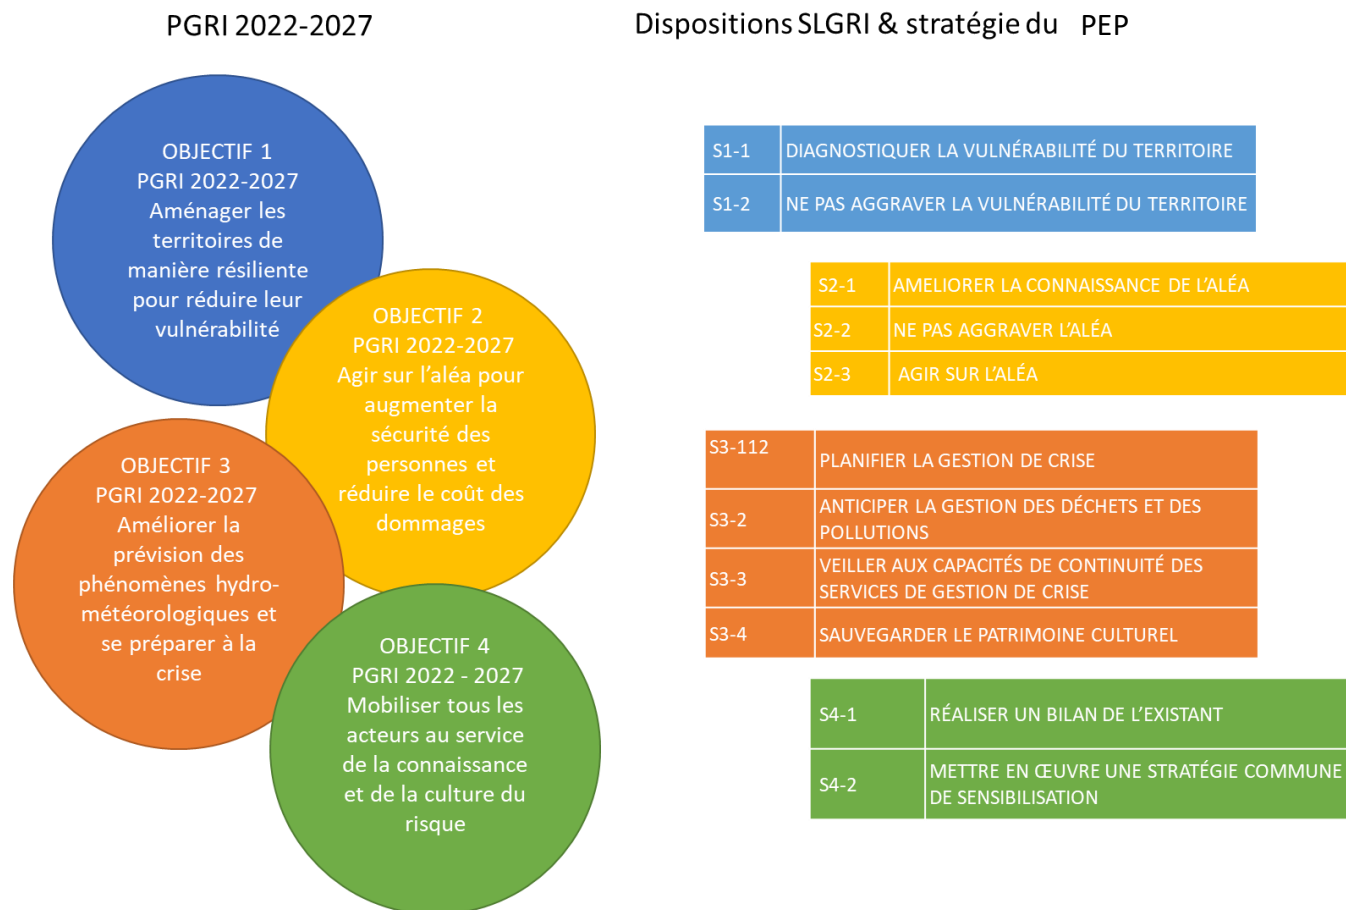 PGRI 2022-2027
Dispositions SLGRI & stratégie du PEP
OBJECTIF 1
PGRI 2022-2027
Aménager les
territoires de
manière résiliente
pour réduire leur
vulnérabilité
OBJECTIF 2
PGRI 2022-2027
Agir sur l’aléa pour
augmenter la
sécurité des
personnes et
réduire le coût des
dommages
OBJECTIF 3
PGRI 2022-2027
Améliorer la
prévision des
phénomènes hydro-
météorologiques et
se préparer à la
crise
OBJECTIF 4
PGRI 2022 - 2027
Mobiliser tous les
acteurs au service
de la connaissance
et de la culture du
risque
S1-1 DIAGNOSTIQUER LA VULNÉRABILITÉ DU TERRITOIRE
S1-2 NE PAS AGGRAVER LA VULNÉRABILITÉ DU TERRITOIRE
S2-1 AMELIORER LA CONNAISSANCE DE L’ALÉA
S2-2 NE PAS AGGRAVER L’ALÉA
S2-3 AGIR SUR L’ALÉA
S3-112 PLANIFIER LA GESTION DE CRISE
S3-2 ANTICIPER LA GESTION DES DÉCHETS ET DES
POLLUTIONS
S3-3 VEILLER AUX CAPACITÉS DE CONTINUITÉ DES
SERVICES DE GESTION DE CRISE
S3-4 SAUVEGARDER LE PATRIMOINE CULTUREL
S4-1 RÉALISER UN BILAN DE L’EXISTANT
S4-2 METTRE EN ŒUVRE UNE STRATÉGIE COMMUNE
DE SENSIBILISATION